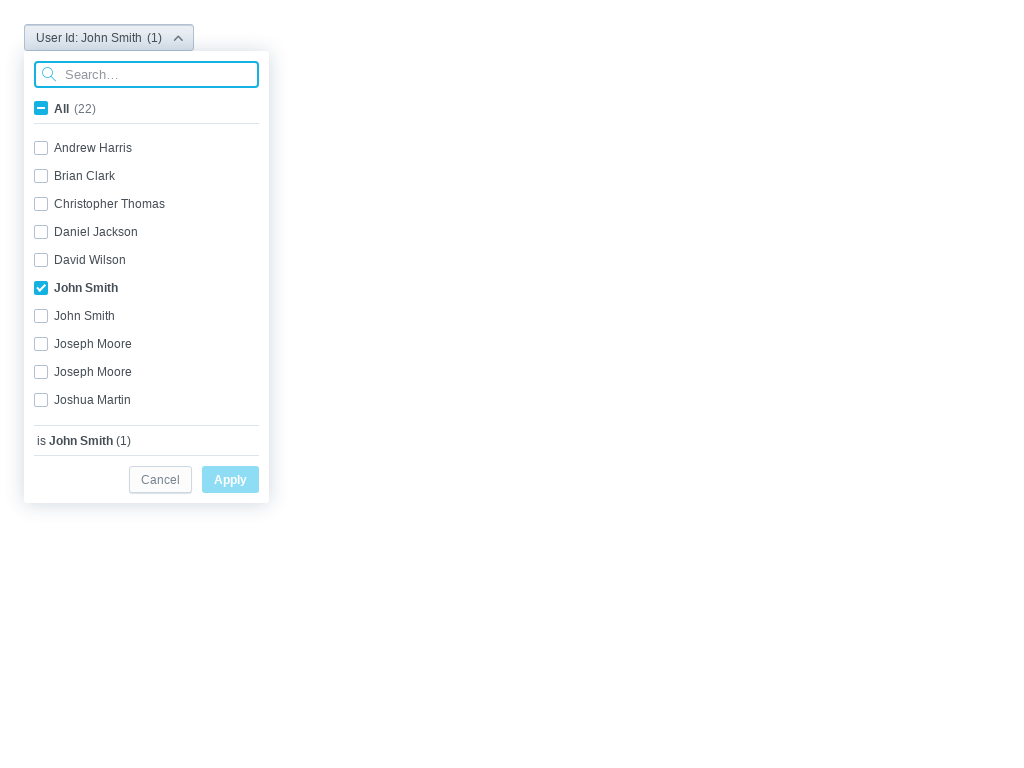 User Id: John Smith (1)
Search...
All (22)
Andrew Harris
Brian Clark
Christopher Thomas
Daniel Jackson
David Wilson
John Smith
John Smith
Joseph Moore
Joseph Moore
Joshua Martin
is John Smith (1)
Cancel Apply